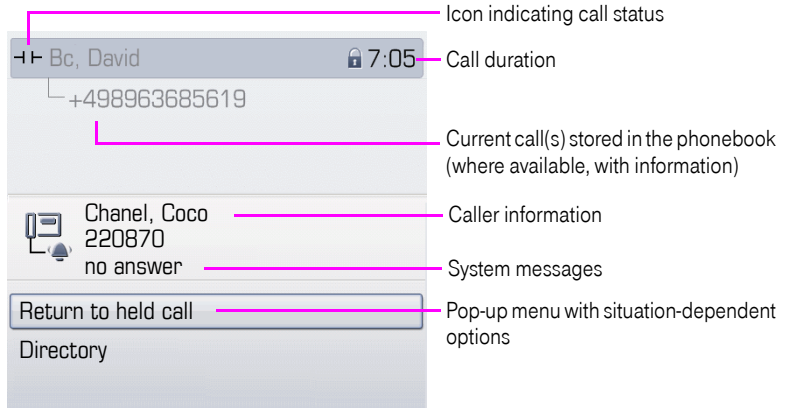 Icon indicating call status
Bc, David 7:05
Call duration
+498963685619
Current call(s) stored in the phonebook
(where available, with information)
Chanel, Coco
Caller information
220870
no answer
System messages
Return to held call
Pop-up menu with situation-dependent
options
Directory